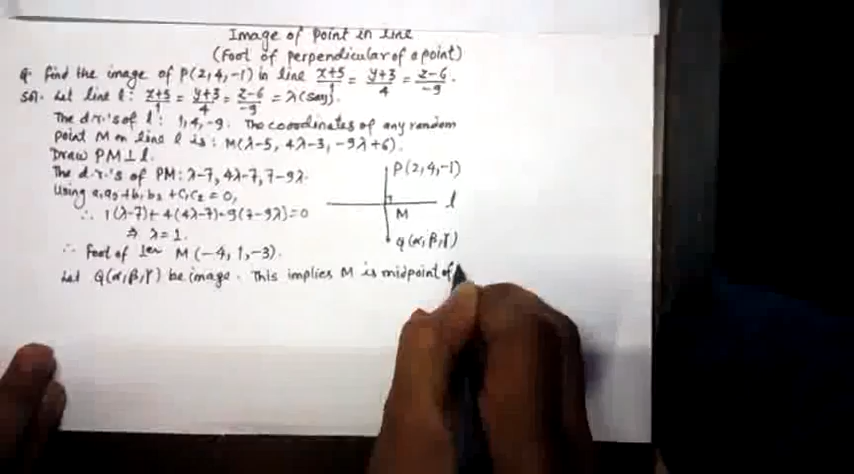 Image of Point in Line
(Foot of perpendicular of a point)
Q. Find the image of P(2,4,-1) in line x+5/1 = y+3/4 = z-6/-9.
Sol. Let line l: x+5/1 = y+3/4 = z-6/-9 = λ(say).
The d.r.'s of l: 1,4,-9. The coordinates of any random
point M on line l is: M(λ-5, 4λ-3, -9λ+6).
Draw PM⊥l.
The d.r.'s of PM: λ-7, 4λ-7, 7-9λ.
P(2,4,-1)
Using a₁a₂+b₁b₂+c₁c₂=0,
l
∴ 1(λ-7)+4(4λ-7)-9(7-9λ)=0
M
⇒ λ=1.
Q(α,β,γ)
∴ Foot of ⊥er M(-4,1,-3).
Let Q(α,β,γ) be image. This implies M is midpoint of